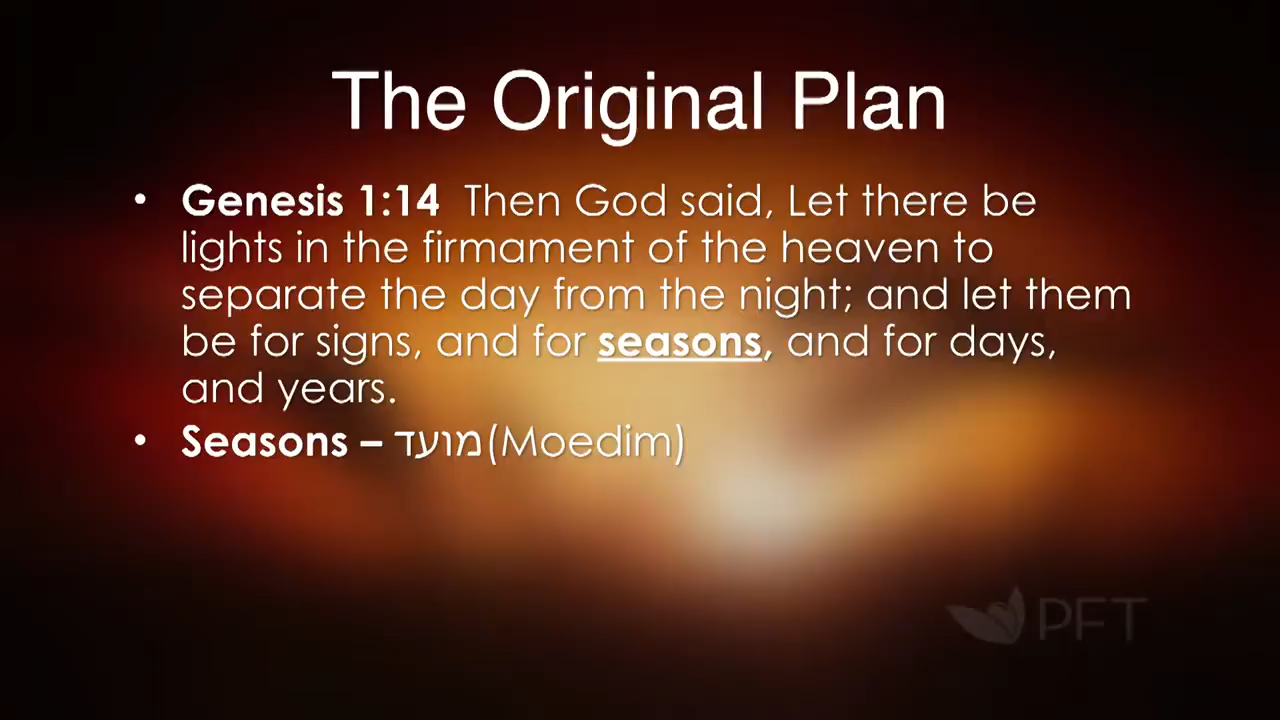 The Original Plan
• Genesis 1:14 Then God said, Let there be
lights in the firmament of the heaven to
separate the day from the night; and let them
be for signs, and for seasons, and for days,
and years.
• Seasons – מועד(Moedim)
PFT